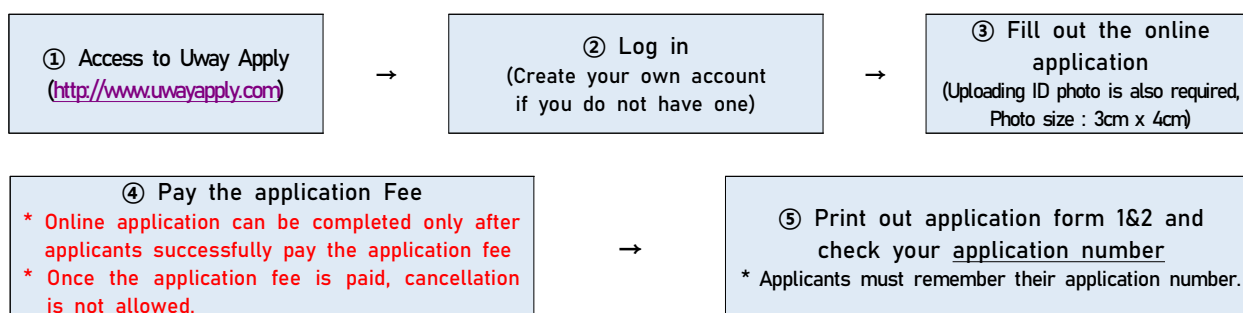 ① Access to Uway Apply
(http://www.uwayapply.com)
→
② Log in
(Create your own account
if you do not have one)
→
③ Fill out the online
application
(Uploading ID photo is also required,
Photo size : 3cm x 4cm)
④ Pay the application Fee
* Online application can be completed only after
applicants successfully pay the application fee
* Once the application fee is paid, cancellation
is not allowed.
→
⑤ Print out application form 1&2 and
check your application number
* Applicants must remember their application number.